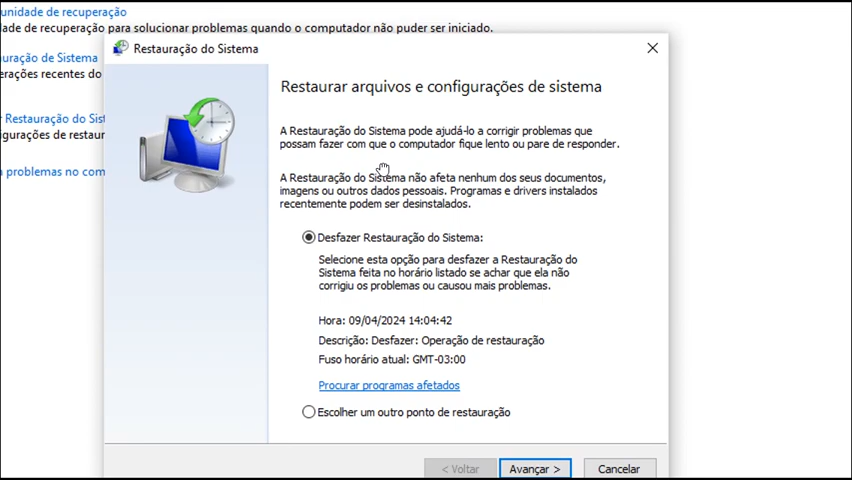 unidade de recuperação
dade de recuperação para solucionar problemas quando o computador não puder ser iniciado.
Restauração do Sistema
uração de Sistema
erações recentes do
Restaurar arquivos e configurações de sistema
A Restauração do Sistema pode ajudá-lo a corrigir problemas que
possam fazer com que o computador fique lento ou pare de responder.
r Restauração do Sist
igurações de restaur
a problemas no com
A Restauração do Sistema não afeta nenhum dos seus documentos,
imagens ou outros dados pessoais. Programas e drivers instalados
recentemente podem ser desinstalados.
Desfazer Restauração do Sistema:
Selecione esta opção para desfazer a Restauração do
Sistema feita no horário listado se achar que ela não
corrigiu os problemas ou causou mais problemas.
Hora: 09/04/2024 14:04:42
Descrição: Desfazer: Operação de restauração
Fuso horário atual: GMT-03:00
Procurar programas afetados
Escolher um outro ponto de restauração
< Voltar
Avançar >
Cancelar